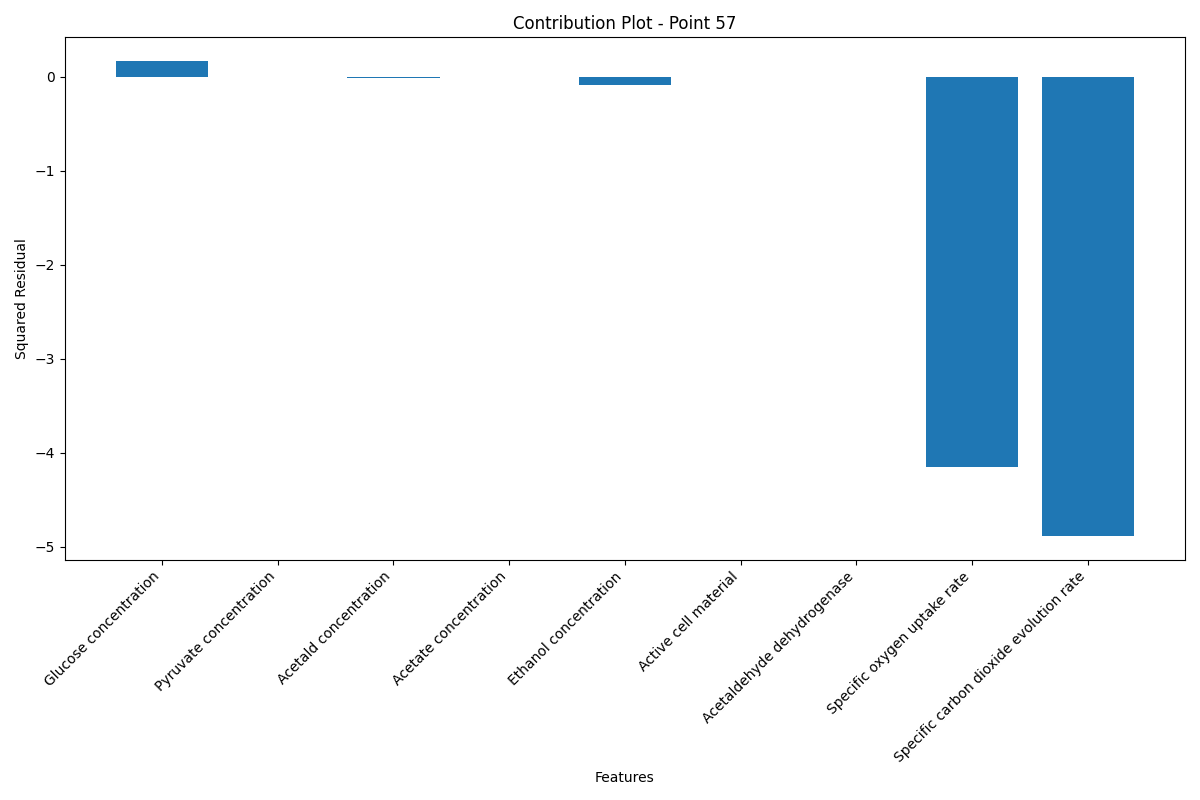 Contribution Plot - Point 57
Squared Residual
0
−1
−2
−3
−4
−5
Glucose concentration
Pyruvate concentration
Acetald concentration
Acetate concentration
Ethanol concentration
Active cell material
Acetaldehyde dehydrogenase
Specific oxygen uptake rate
Specific carbon dioxide evolution rate
Features